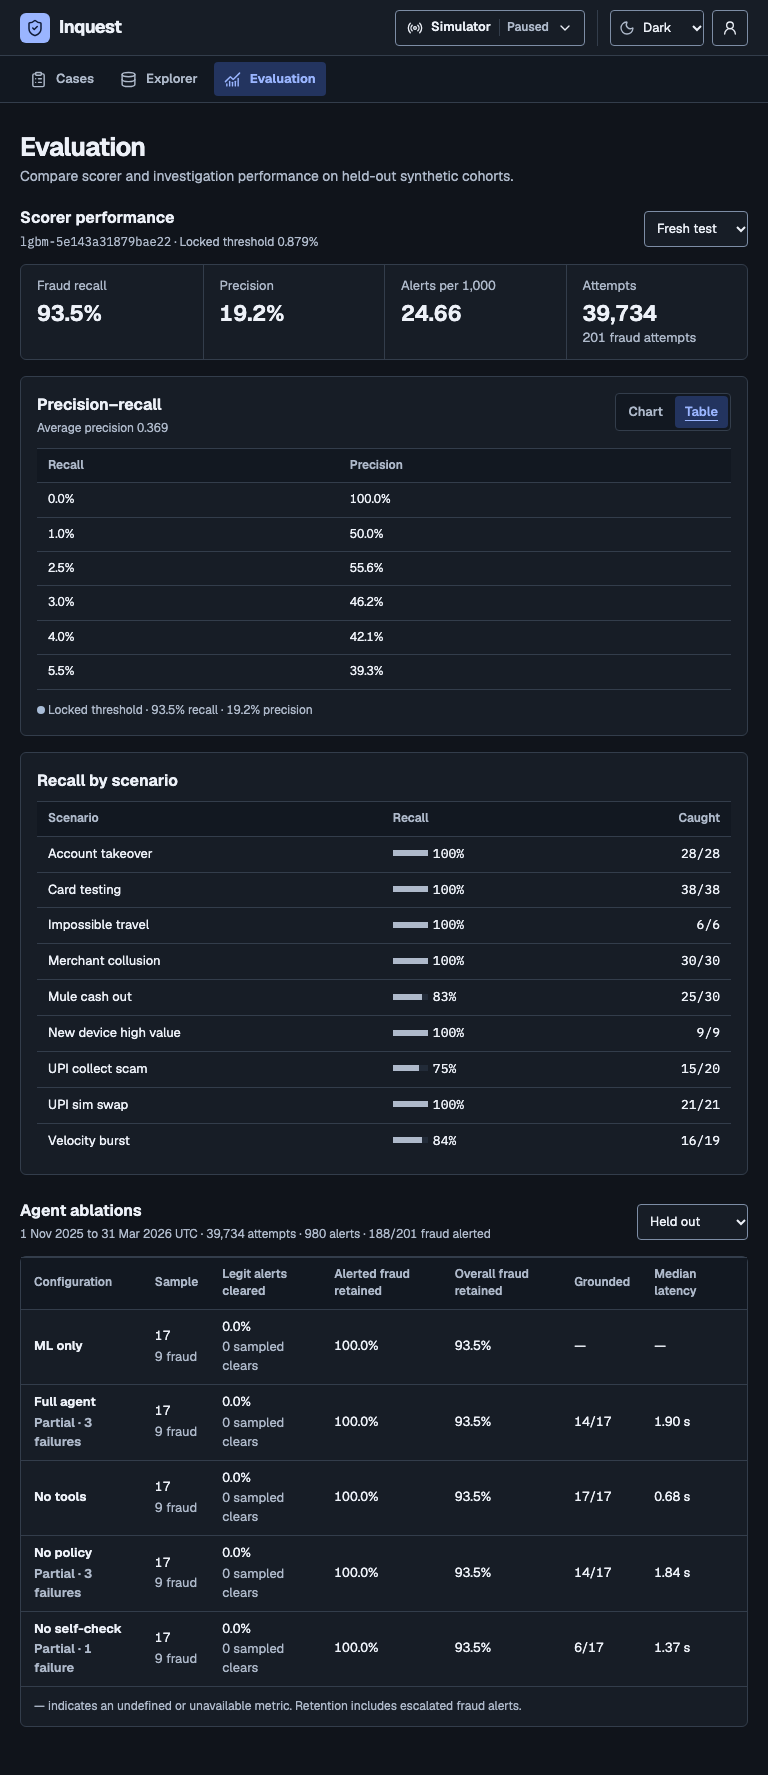 Inquest
Simulator Paused
Dark
Cases
Explorer
Evaluation
Evaluation
Compare scorer and investigation performance on held-out synthetic cohorts.
Scorer performance
lgbm-5e143a31879bae22 · Locked threshold 0.879%
Fresh test
Fraud recall
93.5%
Precision
19.2%
Alerts per 1,000
24.66
Attempts
39,734
201 fraud attempts
Precision–recall
Average precision 0.369
Chart Table
Recall Precision
0.0% 100.0%
1.0% 50.0%
2.5% 55.6%
3.0% 46.2%
4.0% 42.1%
5.5% 39.3%
Locked threshold · 93.5% recall · 19.2% precision
Recall by scenario
Scenario Recall Caught
Account takeover 100% 28/28
Card testing 100% 38/38
Impossible travel 100% 6/6
Merchant collusion 100% 30/30
Mule cash out 83% 25/30
New device high value 100% 9/9
UPI collect scam 75% 15/20
UPI sim swap 100% 21/21
Velocity burst 84% 16/19
Agent ablations
1 Nov 2025 to 31 Mar 2026 UTC · 39,734 attempts · 980 alerts · 188/201 fraud alerted
Held out
Configuration
Sample
Legit alerts
cleared
Alerted fraud
retained
Overall fraud
retained
Grounded
Median
latency
ML only
17
9 fraud
0.0%
0 sampled
clears
100.0%
93.5%
—
—
Full agent
Partial · 3
failures
17
9 fraud
0.0%
0 sampled
clears
100.0%
93.5%
14/17
1.90 s
No tools
17
9 fraud
0.0%
0 sampled
clears
100.0%
93.5%
17/17
0.68 s
No policy
Partial · 3
failures
17
9 fraud
0.0%
0 sampled
clears
100.0%
93.5%
14/17
1.84 s
No self-check
Partial · 1
failure
17
9 fraud
0.0%
0 sampled
clears
100.0%
93.5%
6/17
1.37 s
— indicates an undefined or unavailable metric. Retention includes escalated fraud alerts.